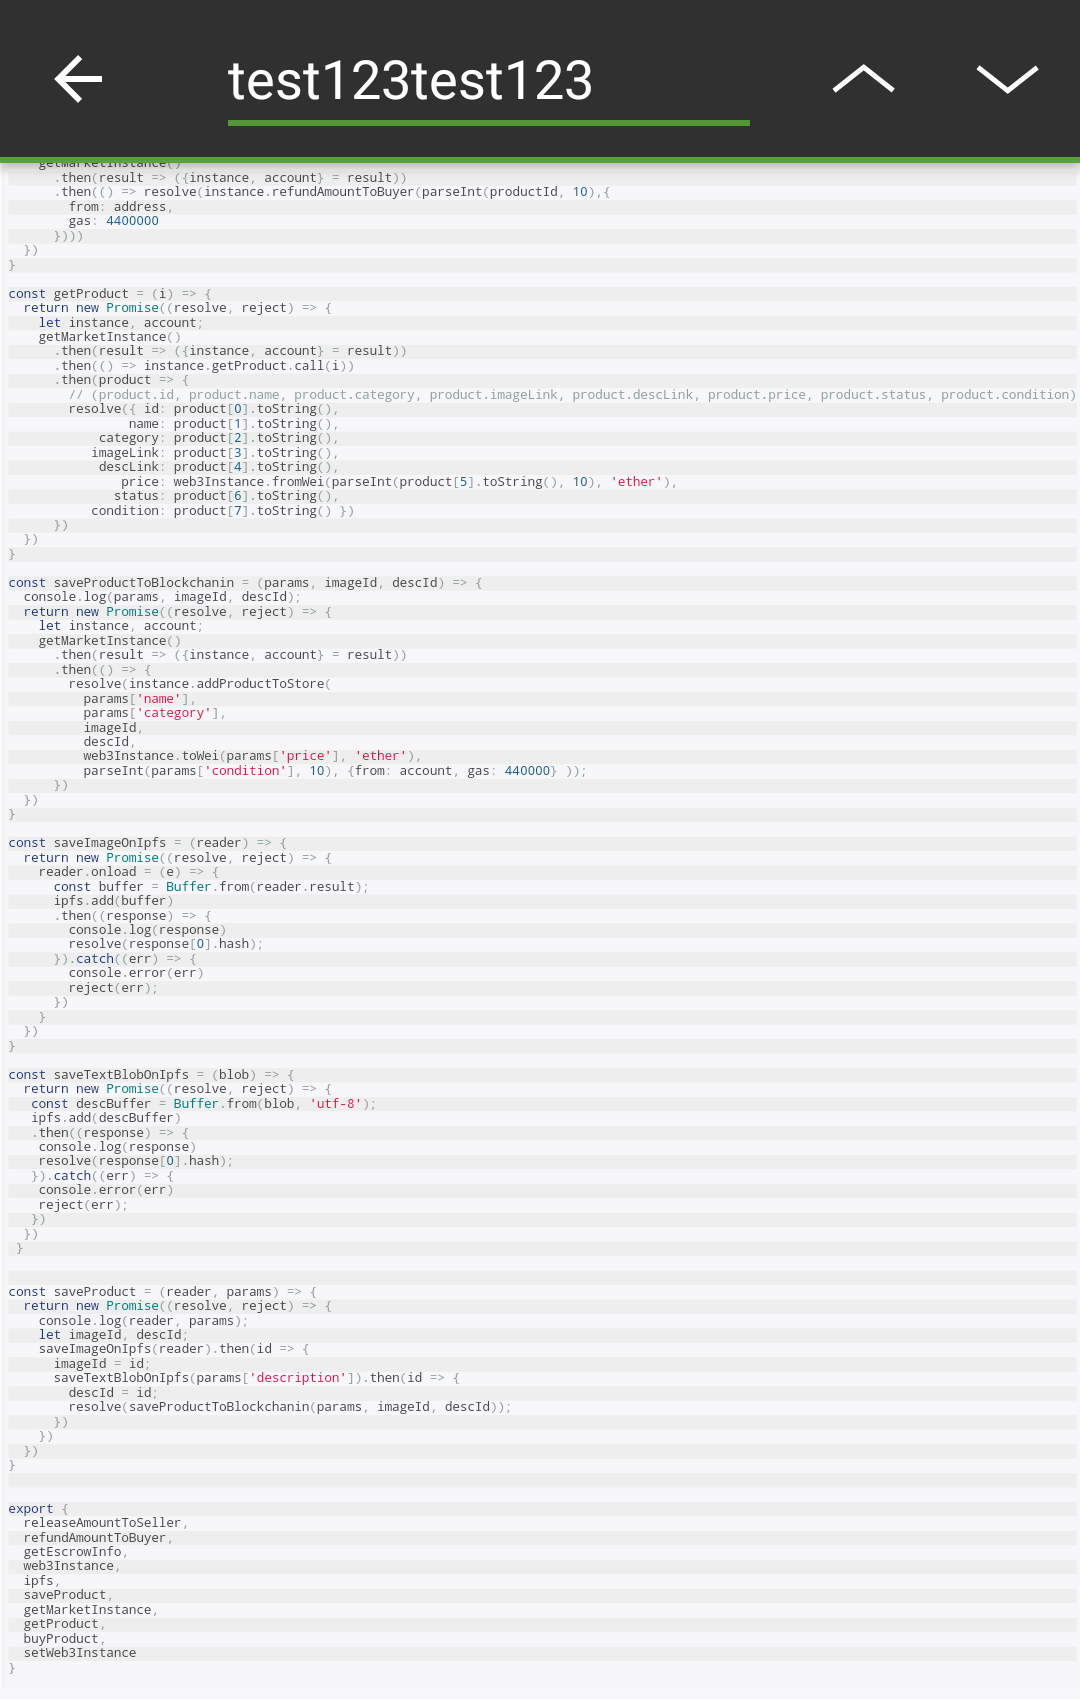 test123test123
getMarketInstance()
.then(result => ({instance, account} = result))
.then(() => resolve(instance.refundAmountToBuyer(parseInt(productId, 10),{
from: address,
gas: 4400000
})))
})
}
const getProduct = (i) => {
return new Promise((resolve, reject) => {
let instance, account;
getMarketInstance()
.then(result => ({instance, account} = result))
.then(() => instance.getProduct.call(i))
.then(product => {
// (product.id, product.name, product.category, product.imageLink, product.descLink, product.price, product.status, product.condition)
resolve({ id: product[0].toString(),
name: product[1].toString(),
category: product[2].toString(),
imageLink: product[3].toString(),
descLink: product[4].toString(),
price: web3Instance.fromWei(parseInt(product[5].toString(), 10), 'ether'),
status: product[6].toString(),
condition: product[7].toString() })
})
})
}
const saveProductToBlockchanin = (params, imageId, descId) => {
console.log(params, imageId, descId);
return new Promise((resolve, reject) => {
let instance, account;
getMarketInstance()
.then(result => ({instance, account} = result))
.then(() => {
resolve(instance.addProductToStore(
params['name'],
params['category'],
imageId,
descId,
web3Instance.toWei(params['price'], 'ether'),
parseInt(params['condition'], 10), {from: account, gas: 440000} ));
})
})
}
const saveImageOnIpfs = (reader) => {
return new Promise((resolve, reject) => {
reader.onload = (e) => {
const buffer = Buffer.from(reader.result);
ipfs.add(buffer)
.then((response) => {
console.log(response)
resolve(response[0].hash);
}).catch((err) => {
console.error(err)
reject(err);
})
}
})
}
const saveTextBlobOnIpfs = (blob) => {
return new Promise((resolve, reject) => {
const descBuffer = Buffer.from(blob, 'utf-8');
ipfs.add(descBuffer)
.then((response) => {
console.log(response)
resolve(response[0].hash);
}).catch((err) => {
console.error(err)
reject(err);
})
})
}
const saveProduct = (reader, params) => {
return new Promise((resolve, reject) => {
console.log(reader, params);
let imageId, descId;
saveImageOnIpfs(reader).then(id => {
imageId = id;
saveTextBlobOnIpfs(params['description']).then(id => {
descId = id;
resolve(saveProductToBlockchanin(params, imageId, descId));
})
})
})
}
export {
releaseAmountToSeller,
refundAmountToBuyer,
getEscrowInfo,
web3Instance,
ipfs,
saveProduct,
getMarketInstance,
getProduct,
buyProduct,
setWeb3Instance
}